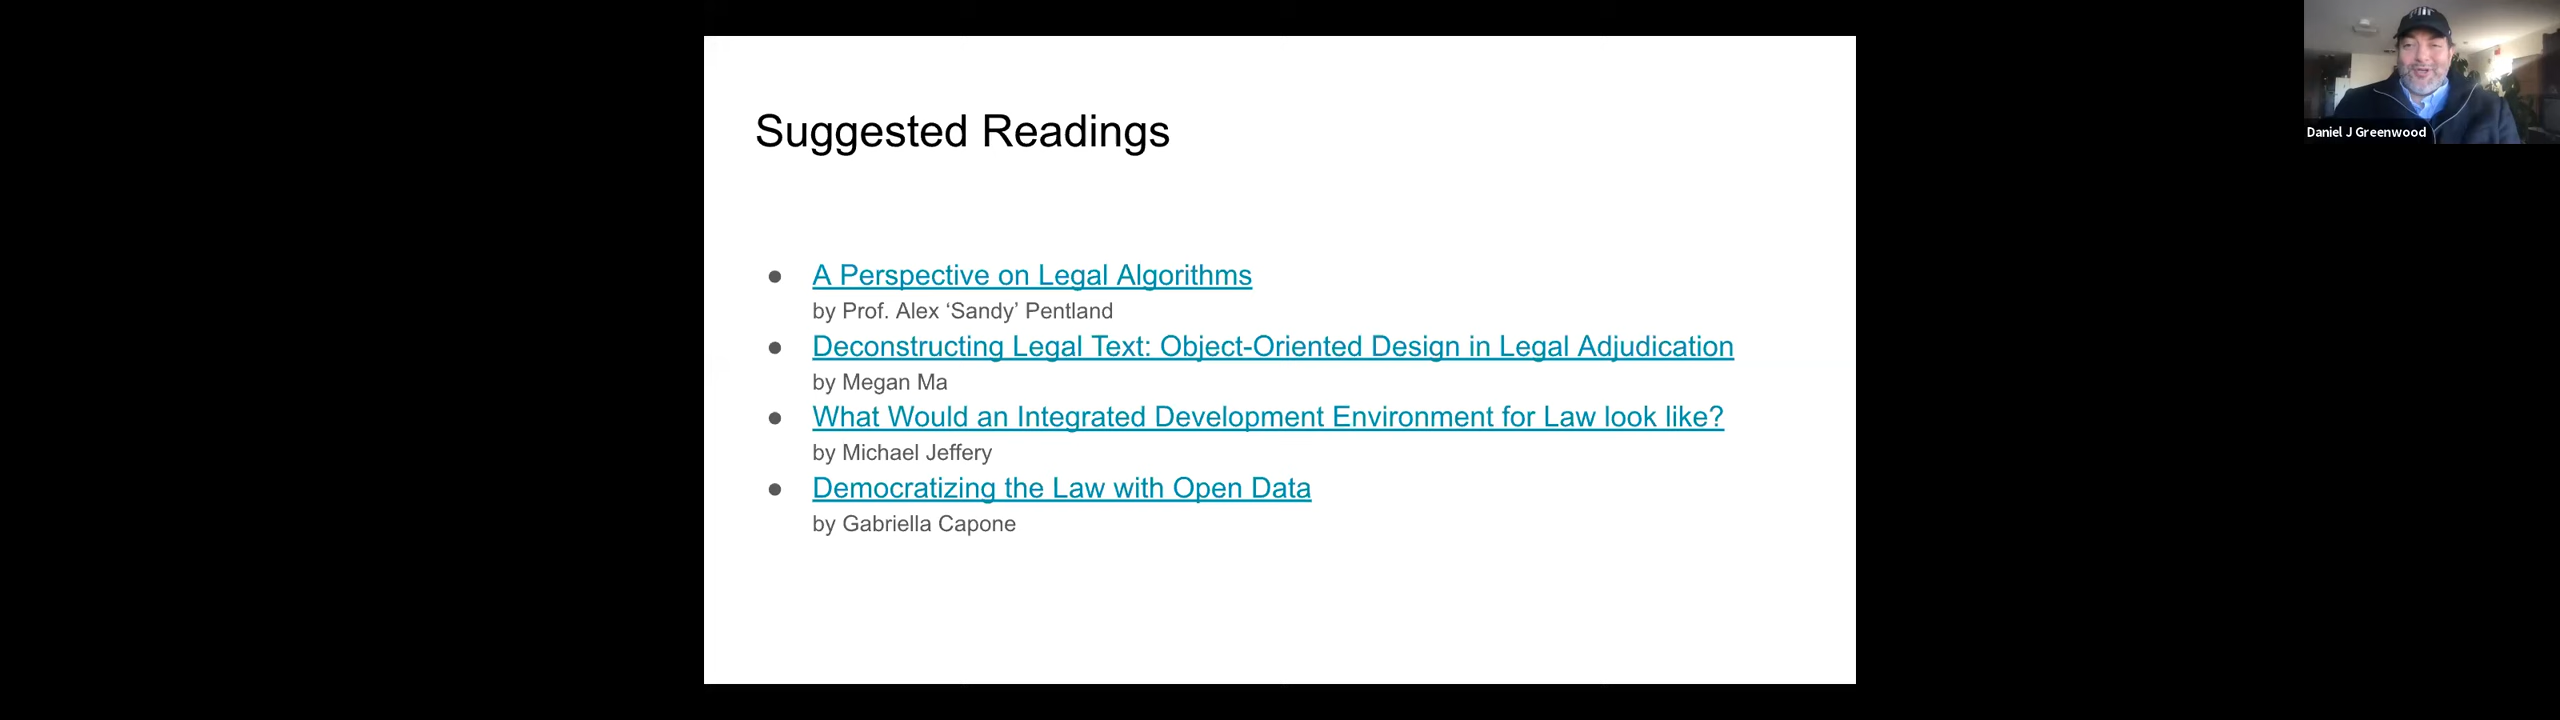 Suggested Readings
● A Perspective on Legal Algorithms
by Prof. Alex ‘Sandy’ Pentland
● Deconstructing Legal Text: Object-Oriented Design in Legal Adjudication
by Megan Ma
● What Would an Integrated Development Environment for Law look like?
by Michael Jeffery
● Democratizing the Law with Open Data
by Gabriella Capone
Daniel J Greenwood